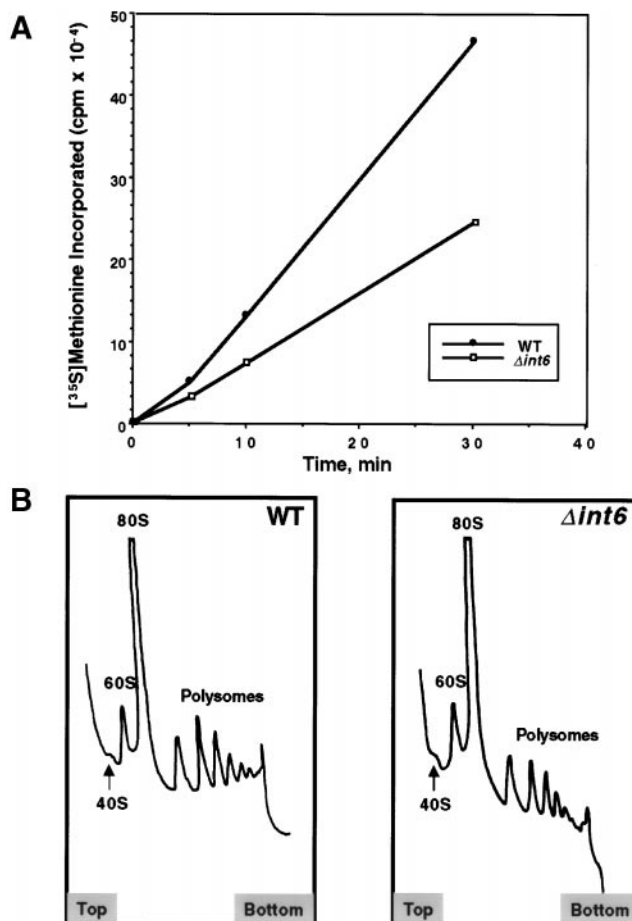 A
[35S]Methionine Incorporated (cpm x 10-4)
50
40
30
20
10
0
0
10
20
30
40
Time, min
WT
Δint6
B
WT
80S
60S
Polysomes
40S
Top
Bottom
Δint6
80S
60S
Polysomes
40S
Top
Bottom